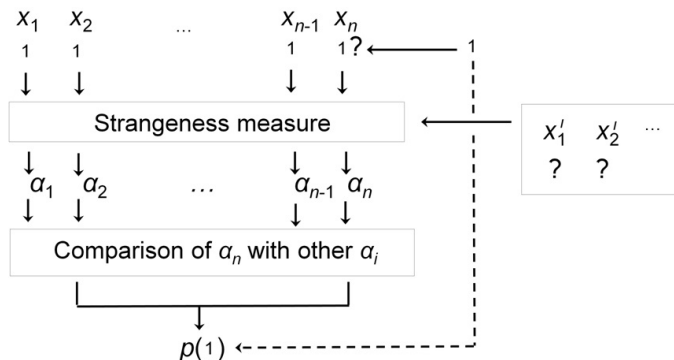 x1 x2 ... xn-1 xn
1 1 1 1? 1
Strangeness measure
x′1 x′2 ...
? ?
α1 α2 ... αn-1 αn
Comparison of αn with other αi
p(1)